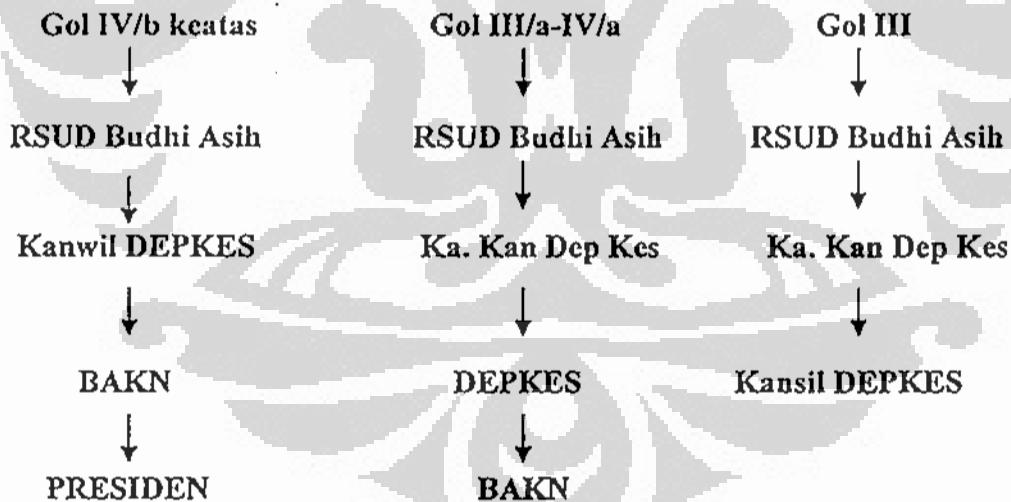 Gol IV/b keatas Gol III/a-IV/a Gol III
RSUD Budhi Asih RSUD Budhi Asih RSUD Budhi Asih
Kanwil DEPKES Ka. Kan Dep Kes Ka. Kan Dep Kes
BAKN DEPKES Kansil DEPKES
PRESIDEN BAKN